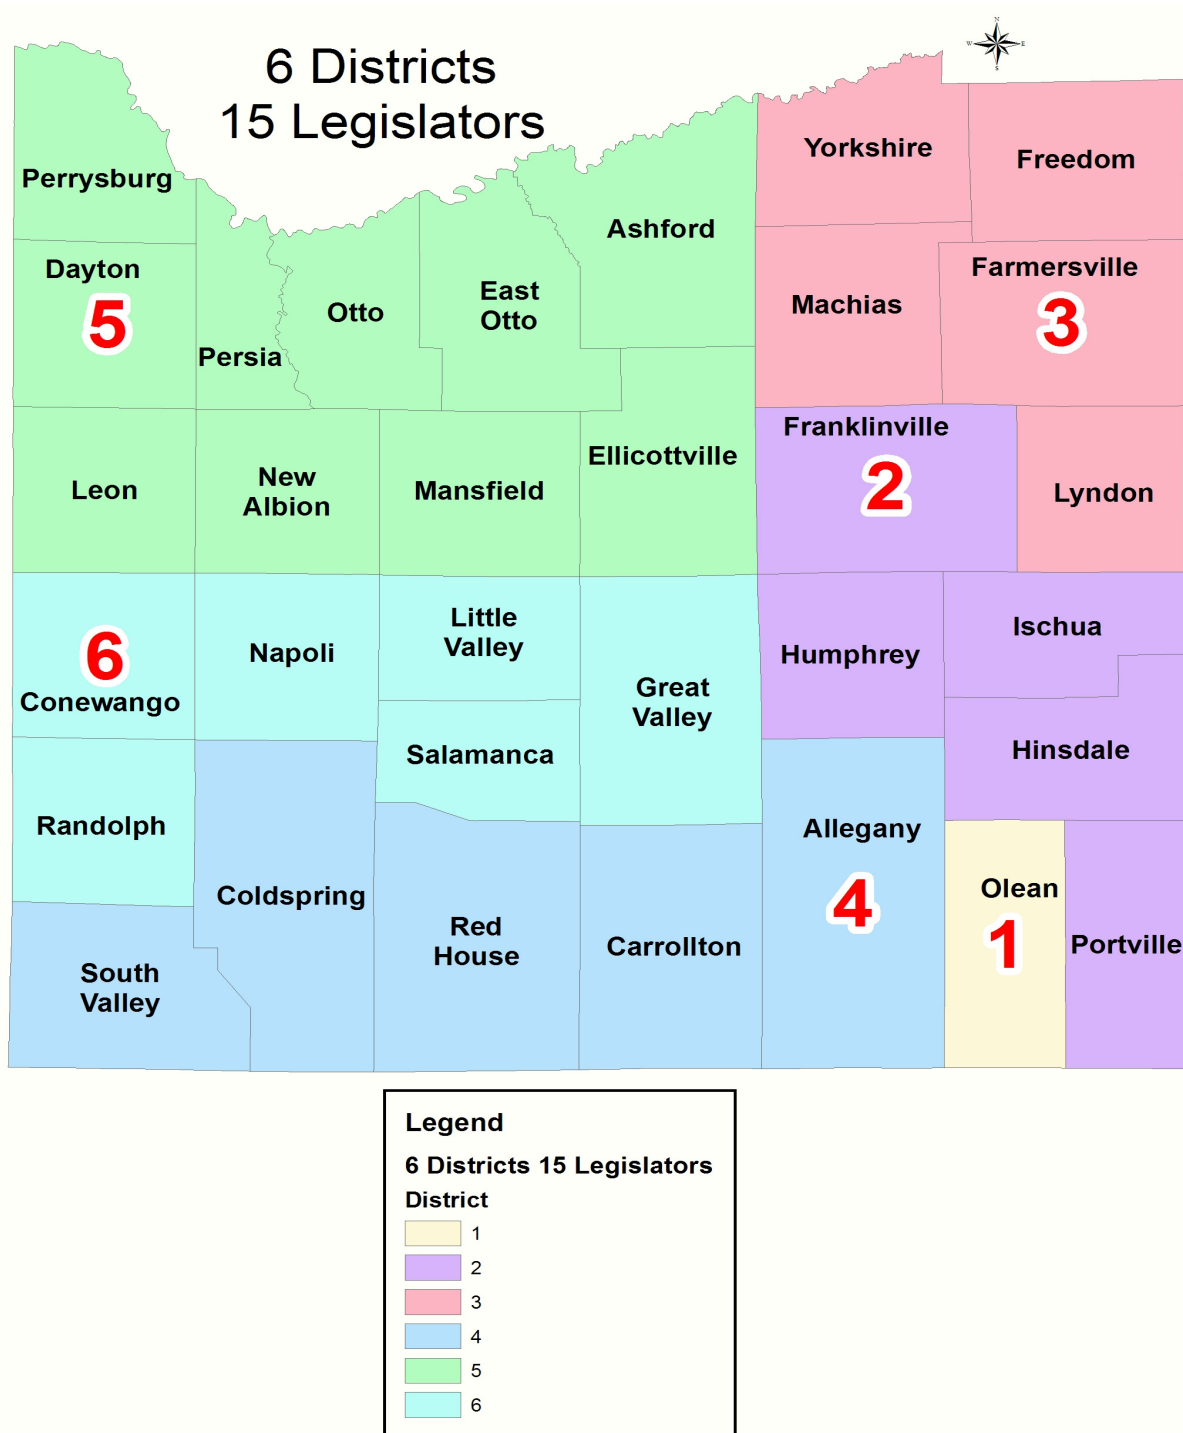 6 Districts
15 Legislators
N
W
E
S
Perrysburg
Yorkshire
Freedom
Ashford
Dayton
5
Persia
Otto
East
Otto
Machias
Farmersville
3
Leon
New
Albion
Mansfield
Ellicottville
Franklinville
2
Lyndon
6
Conewango
Napoli
Little
Valley
Great
Valley
Humphrey
Ischua
Salamanca
Hinsdale
Randolph
Coldspring
Red
House
Carrollton
Allegany
4
Olean
1
Portville
South
Valley
Legend
6 Districts 15 Legislators
District
1
2
3
4
5
6